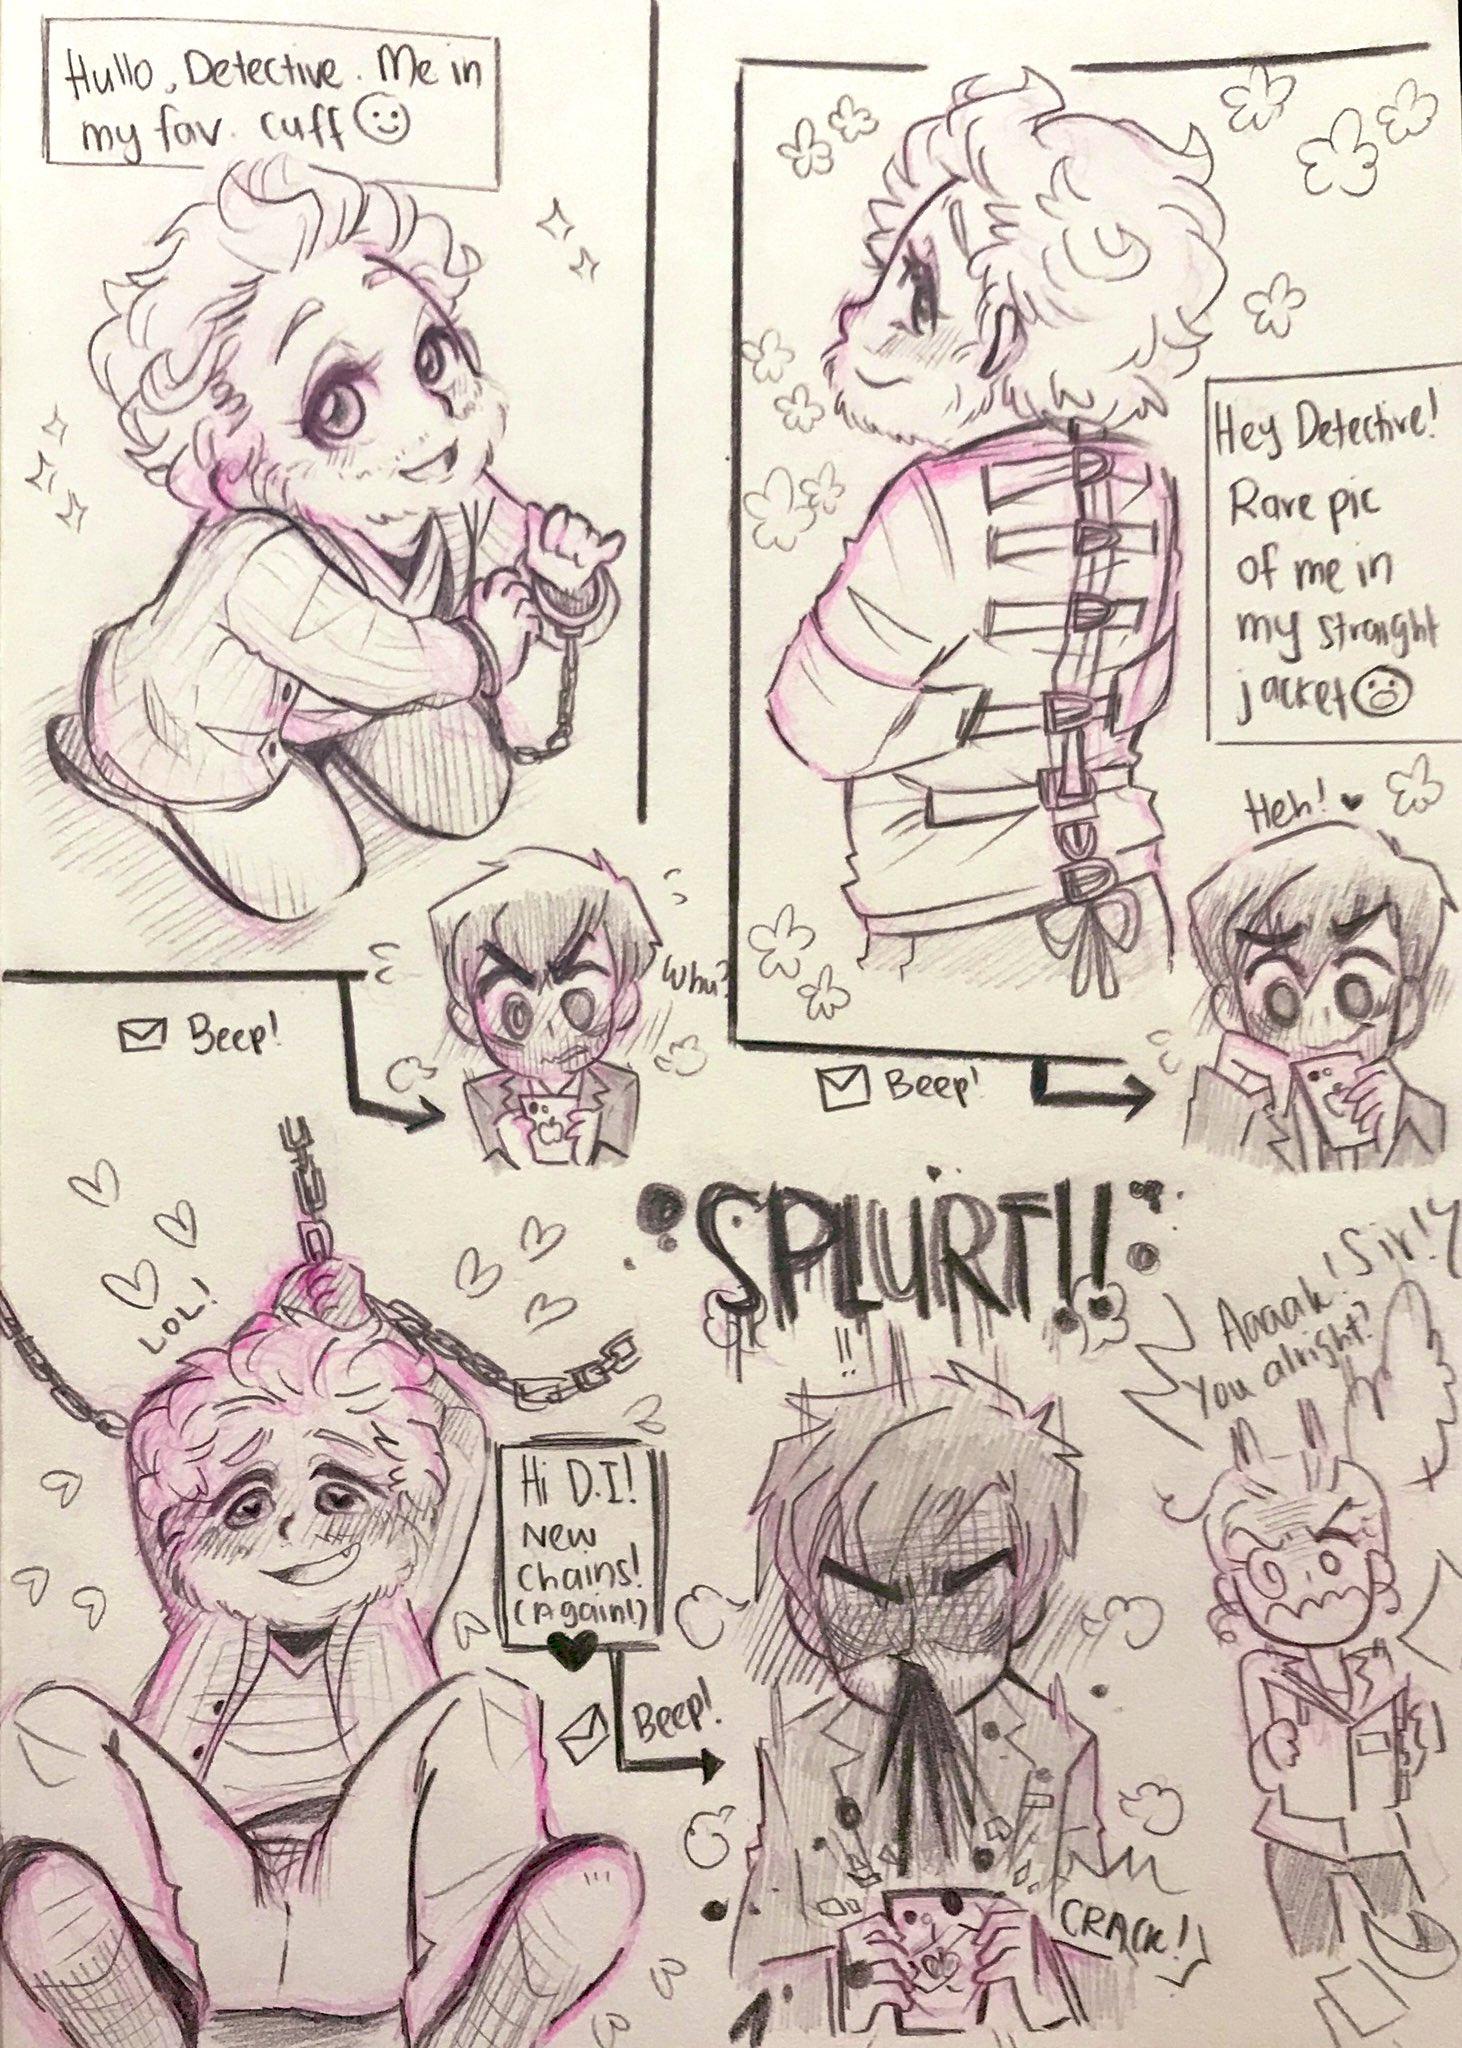 Hullo, Detective. Me in
my fav. cuff
Whu?
Beep!
Hey Detective!
Rare pic
of me in
my straight
jacket
Heh!
Beep!
LOL!
Hi D.I!
New
Chains!
(Again!)
Beep!
SPLURT!!
!!
Aaaak! Sir!
You alright?
CRACK!